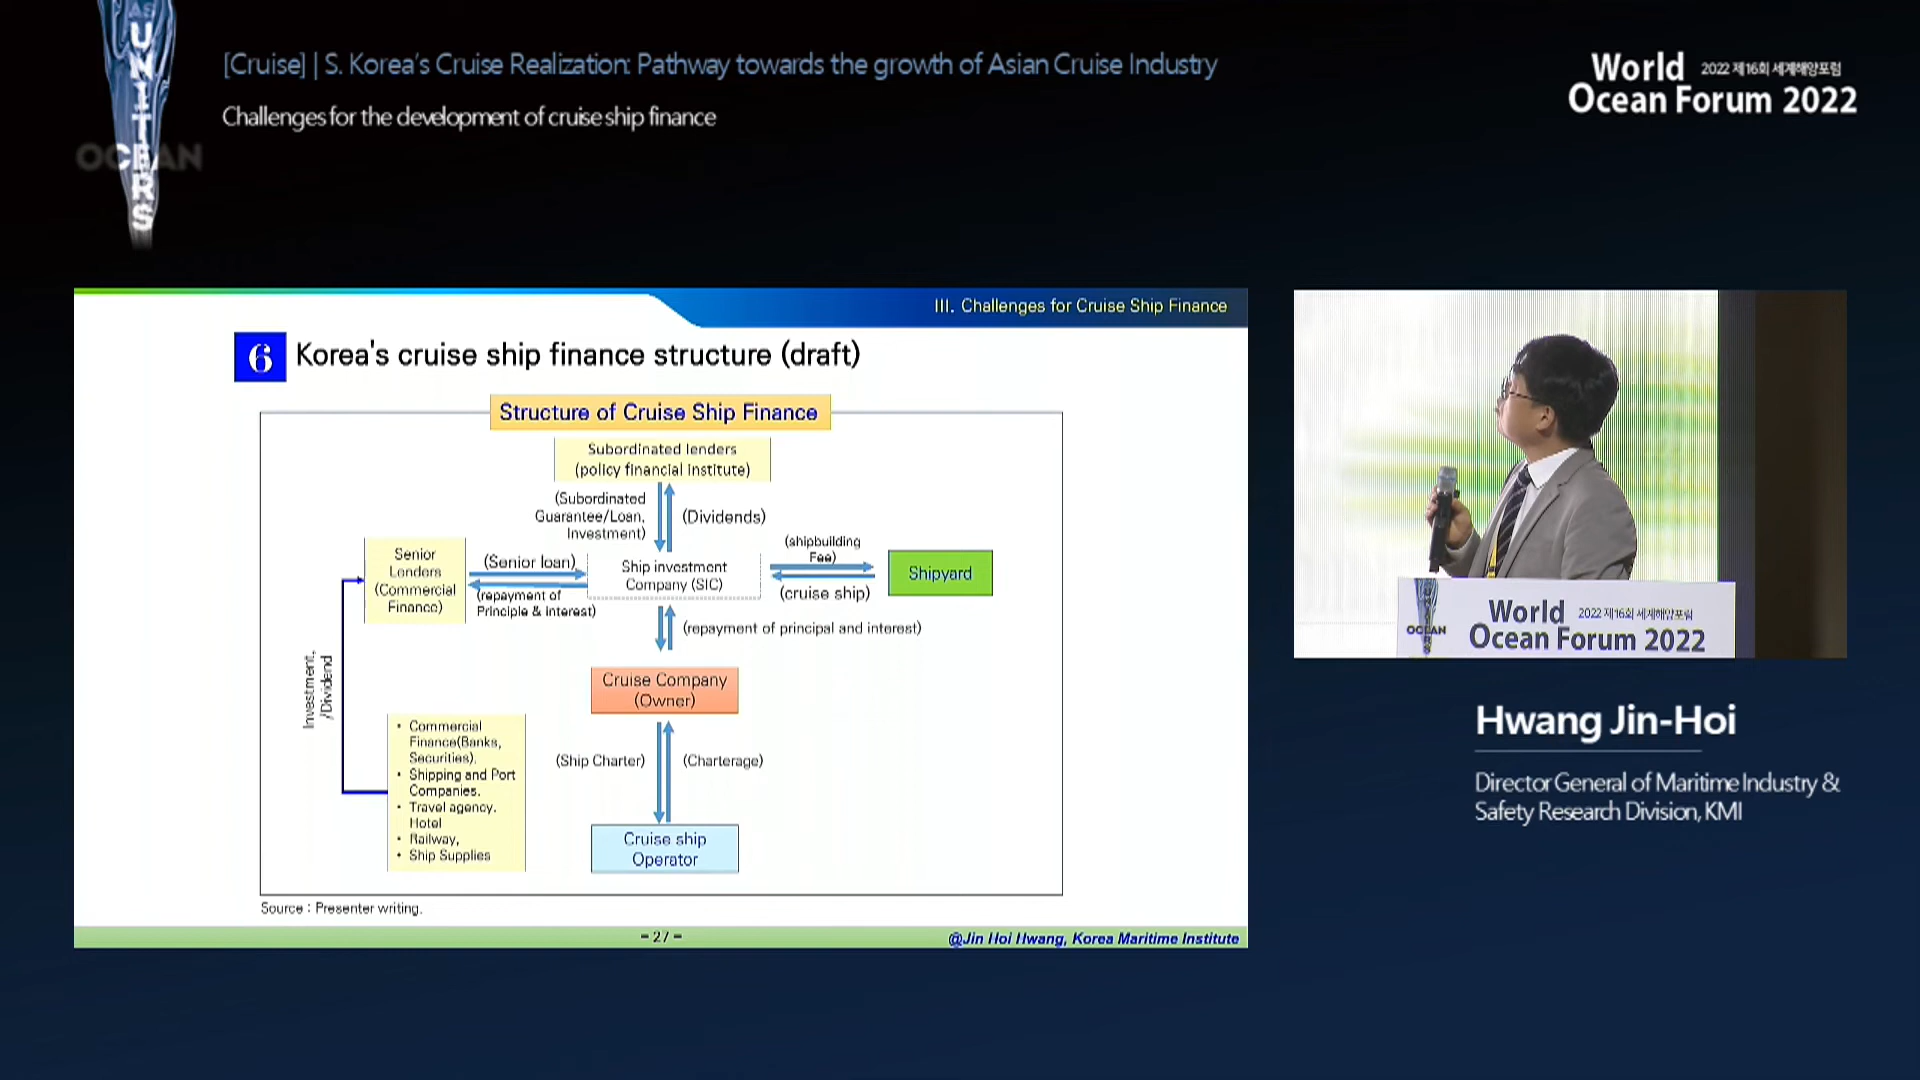 AS
UNITERS
OCEAN
[Cruise] | S. Korea's Cruise Realization: Pathway towards the growth of Asian Cruise Industry
Challenges for the development of cruise ship finance
World 2022 제16회 세계해양포럼
Ocean Forum 2022
III. Challenges for Cruise Ship Finance
6 Korea's cruise ship finance structure (draft)
Structure of Cruise Ship Finance
Subordinated lenders
(policy financial institute)
(Subordinated
Guarantee/Loan,
Investment)
(Dividends)
Senior
Lenders
(Commercial
Finance)
(Senior loan)
(repayment of
Principle & Interest)
Ship investment
Company (SIC)
(shipbuilding
Fee)
(cruise ship)
Shipyard
(repayment of principal and interest)
Cruise Company
(Owner)
Investment,
/Dividend
• Commercial
Finance(Banks,
Securities).
• Shipping and Port
Companies.
• Travel agency.
Hotel
• Railway,
• Ship Supplies
(Ship Charter)
(Charterage)
Cruise ship
Operator
Source : Presenter writing.
- 27 -
@Jin Hoi Hwang, Korea Maritime Institute
OCEAN
World 2022 제16회 세계해양포럼
Ocean Forum 2022
Hwang Jin-Hoi
Director General of Maritime Industry &
Safety Research Division, KMI